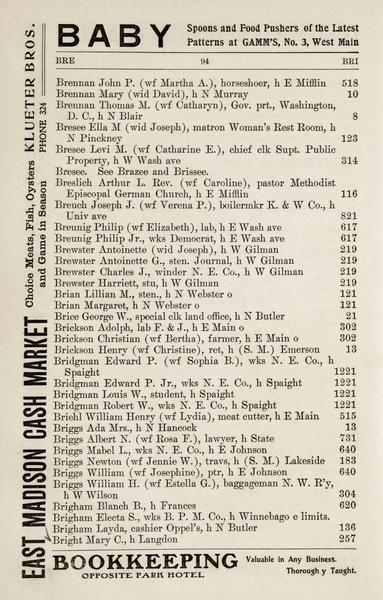 BABY
Spoons and Food Pushers of the Latest
Patterns at GAMM'S, No. 3, West Main
BRE 94 BRI
Brennan John P. (wf Martha A.), horseshoer, h E Mifflin 518
Brennan Mary (wid David), h N Murray 10
Brennan Thomas M. (wf Catharyn), Gov. prt., Washington,
D. C., h N Blair 8
Bresee Ella M (wid Joseph), matron Woman's Rest Room, h
N Pinckney 123
Bresee Levi M. (wf Catharine E.), chief clk Supt. Public
Property, h W Wash ave 314
Bresee. See Brazee and Brissee.
Breslich Arthur L. Rev. (wf Caroline), pastor Methodist
Episcopal German Church, h E Mifflin 116
Breuch Joseph J. (wf Verena P.), boilermkr K. & W Co., h
Univ ave 821
Breunig Philip (wf Elizabeth), lab, h E Wash ave 617
Breunig Philip Jr., wks Democrat, h E Wash ave 617
Brewster Antoinette (wid Joseph), h W Gilman 219
Brewster Antoinette G., sten. Journal, h W Gilman 219
Brewster Charles J., winder N. E. Co., h W Gilman 219
Brewster Harriett, stu, h W Gilman 219
Brian Lillian M., sten., h N Webster o 121
Brian Margaret, h N Webster o 121
Brice George W., special clk land office, h N Butler 21
Brickson Adolph, lab F. & J., h E Main o 302
Brickson Christian (wf Bertha), farmer, h E Main o 302
Brickson Henry (wf Christine), ret, h (S. M.) Emerson 13
Bridgman Edward P. (wf Sophia B.), wks N. E. Co., h
Spaight 1221
Bridgman Edward P. Jr., wks N. E. Co., h Spaight 1221
Bridgman Louis W., student, h Spaight 1221
Bridgman Robert W., wks N. E. Co., h Spaight 1221
Briehl William Henry (wf Lydia), meat cutter, h E Main 515
Briggs Ada Mrs., h N Hancock 13
Briggs Albert N. (wf Rosa F.), lawyer, h State 731
Briggs Mabel L., wks N. E. Co., h E Johnson 640
Briggs Newton (wf Jennie W.), travs, h (S. M.) Lakeside 183
Briggs William (wf Josephine), ptr, h E Johnson 640
Briggs William H. (wf Estella G.), baggageman N. W. R'y,
h W Wilson 304
Brigham Blanch B., h Frances 620
Brigham Electa S., wks B. P. M. Co., h Winnebago e limits.
Brigham Layda, cashier Oppel's, h N Butler 136
Bright Mary C., h Langdon 257
BOOKKEEPING
OPPOSITE PARK HOTEL
Valuable in Any Business.
Thoroughly Taught.
EAST MADISON CASH MARKET
Choice Meats, Fish, Oysters
and Game in Season
KLUETER BROS.
PHONE 324